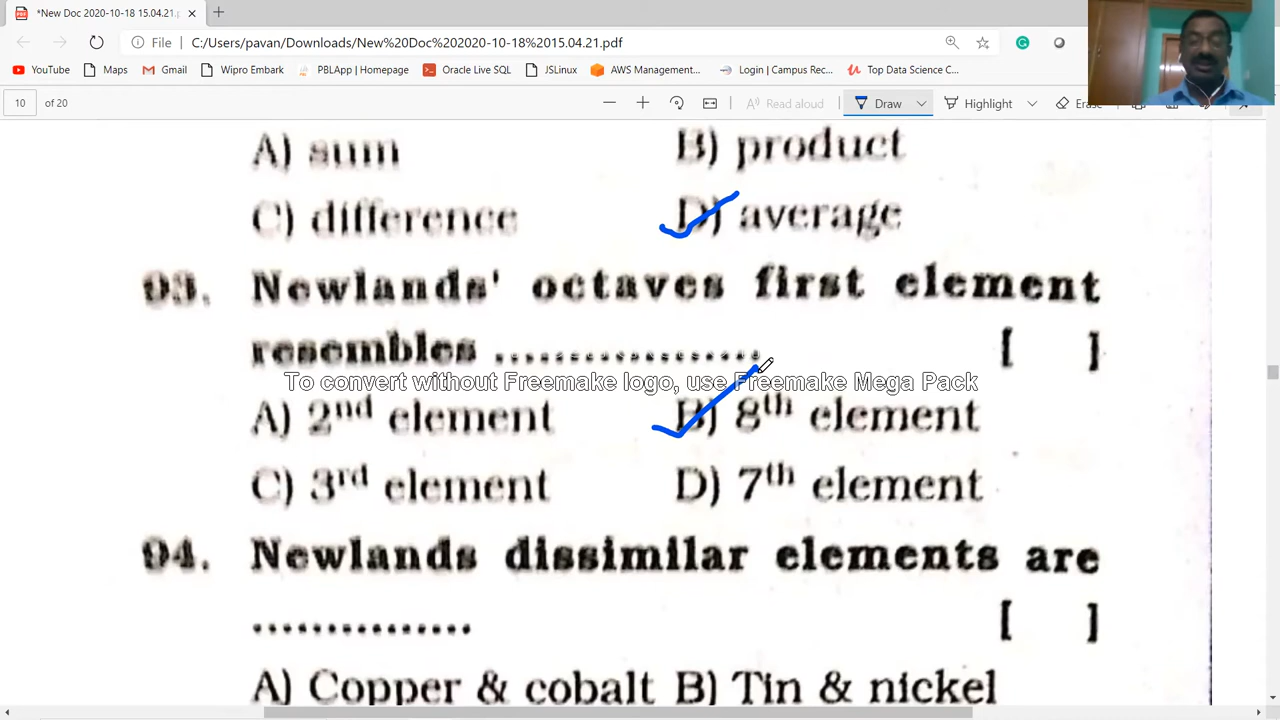 *New Doc 2020-10-18 15.04.21.p
File C:/Users/pavan/Downloads/New%20Doc%202020-10-18%2015.04.21.pdf
YouTube Maps Gmail Wipro Embark PBLApp | Homepage Oracle Live SQL JSLinux AWS Management... Login | Campus Rec... Top Data Science C...
10 of 20 Read aloud Draw Highlight Erase
A) sum B) product
C) difference D) average
93. Newlands' octaves first element
resembles .................. [ ]
To convert without Freemake logo, use Freemake Mega Pack
A) 2nd element B) 8th element
C) 3rd element D) 7th element
94. Newlands dissimilar elements are
............... [ ]
A) Copper & cobalt B) Tin & nickel